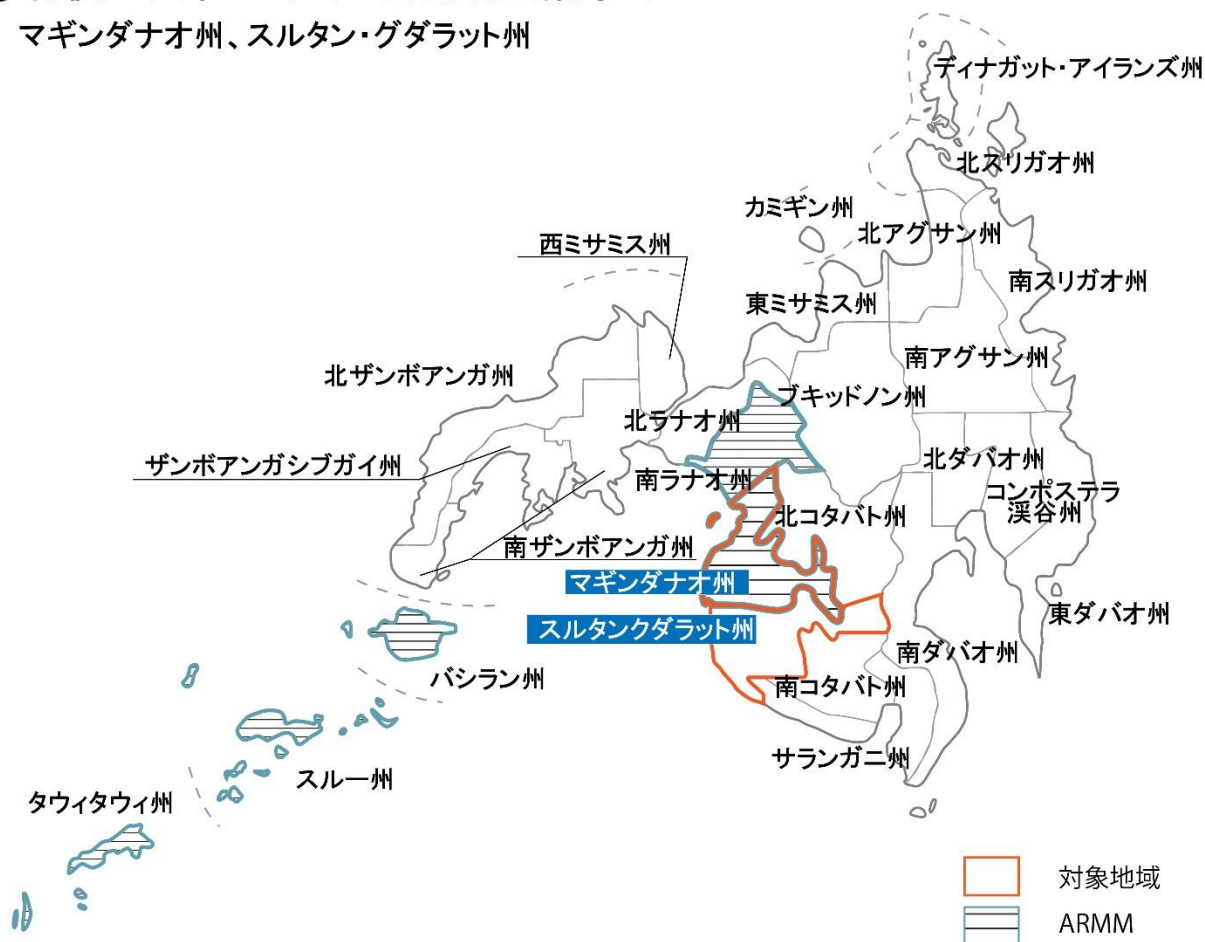 マギンダナオ州、スルタン・グダラット州
ディナガット・アイランズ州
北スリガオ州
カミギン州
北アグサン州
西ミサミス州
南スリガオ州
東ミサミス州
南アグサン州
北ザンボアンガ州
ブキッドノン州
北ラナオ州
ザンボアンガシブガイ州
北ダバオ州
南ラナオ州
コンポステラ
渓谷州
北コタバト州
南ザンボアンガ州
マギンダナオ州
東ダバオ州
スルタンクダラット州
南ダバオ州
バシラン州
南コタバト州
サランガニ州
スールー州
タウィタウィ州
対象地域
ARMM